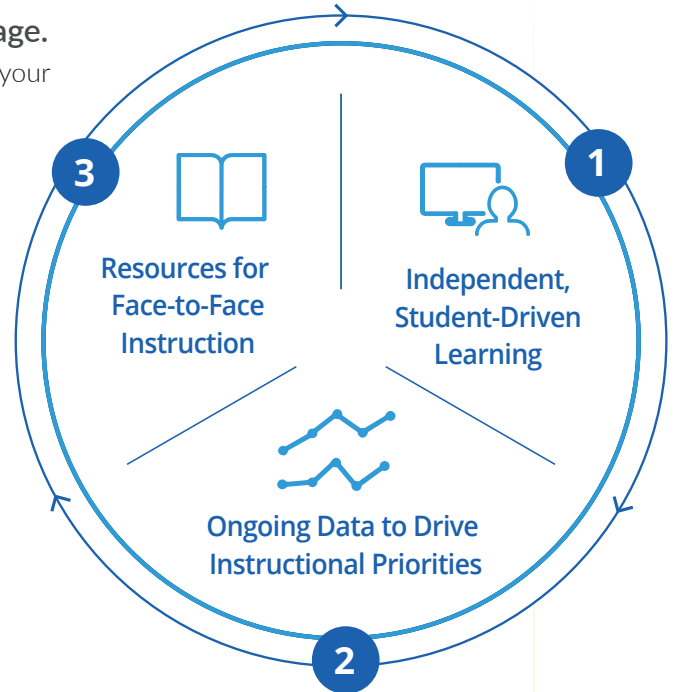 age.
your
1
Independent,
Student-Driven
Learning
2
Ongoing Data to Drive
Instructional Priorities
3
Resources for
Face-to-Face
Instruction